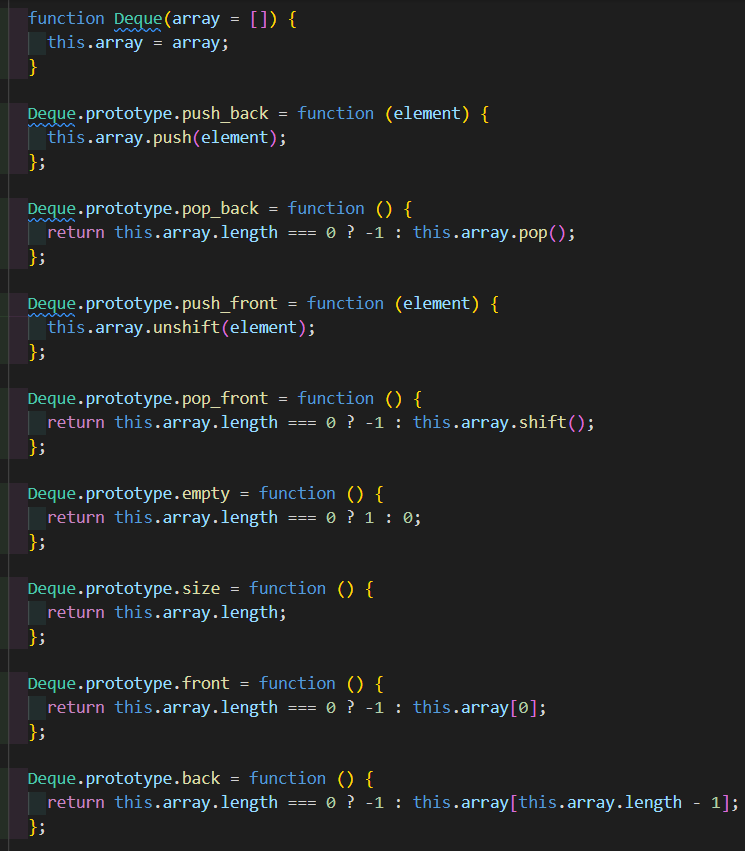 function Deque(array = []) {
  this.array = array;
}

Deque.prototype.push_back = function (element) {
  this.array.push(element);
};

Deque.prototype.pop_back = function () {
  return this.array.length === 0 ? -1 : this.array.pop();
};

Deque.prototype.push_front = function (element) {
  this.array.unshift(element);
};

Deque.prototype.pop_front = function () {
  return this.array.length === 0 ? -1 : this.array.shift();
};

Deque.prototype.empty = function () {
  return this.array.length === 0 ? 1 : 0;
};

Deque.prototype.size = function () {
  return this.array.length;
};

Deque.prototype.front = function () {
  return this.array.length === 0 ? -1 : this.array[0];
};

Deque.prototype.back = function () {
  return this.array.length === 0 ? -1 : this.array[this.array.length - 1];
};